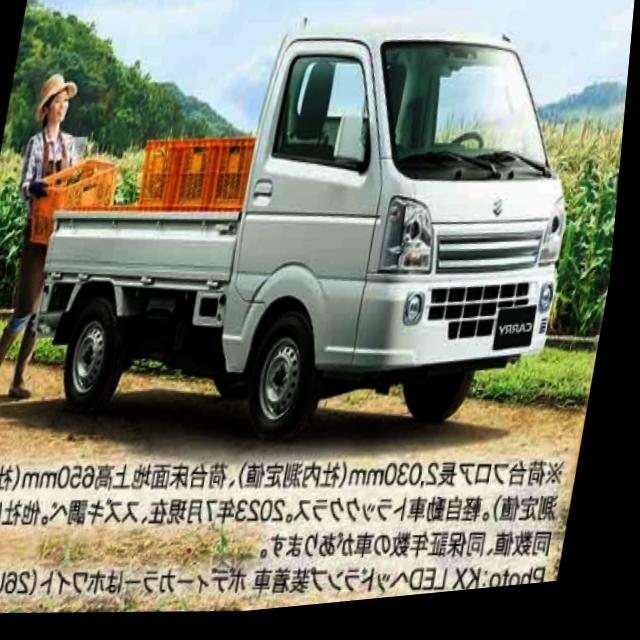 CARRY
※荷台フロア長2,030mm(社内測定値)、荷台床面地上高650mm(社
測定値)。軽自動車トラッククラス。2023年7月現在、スズキ調べ。他社
同数値、同保証年数の車があります。
Photo: KX LEDヘッドランプ装着車 ボディーカラーはホワイト(26U